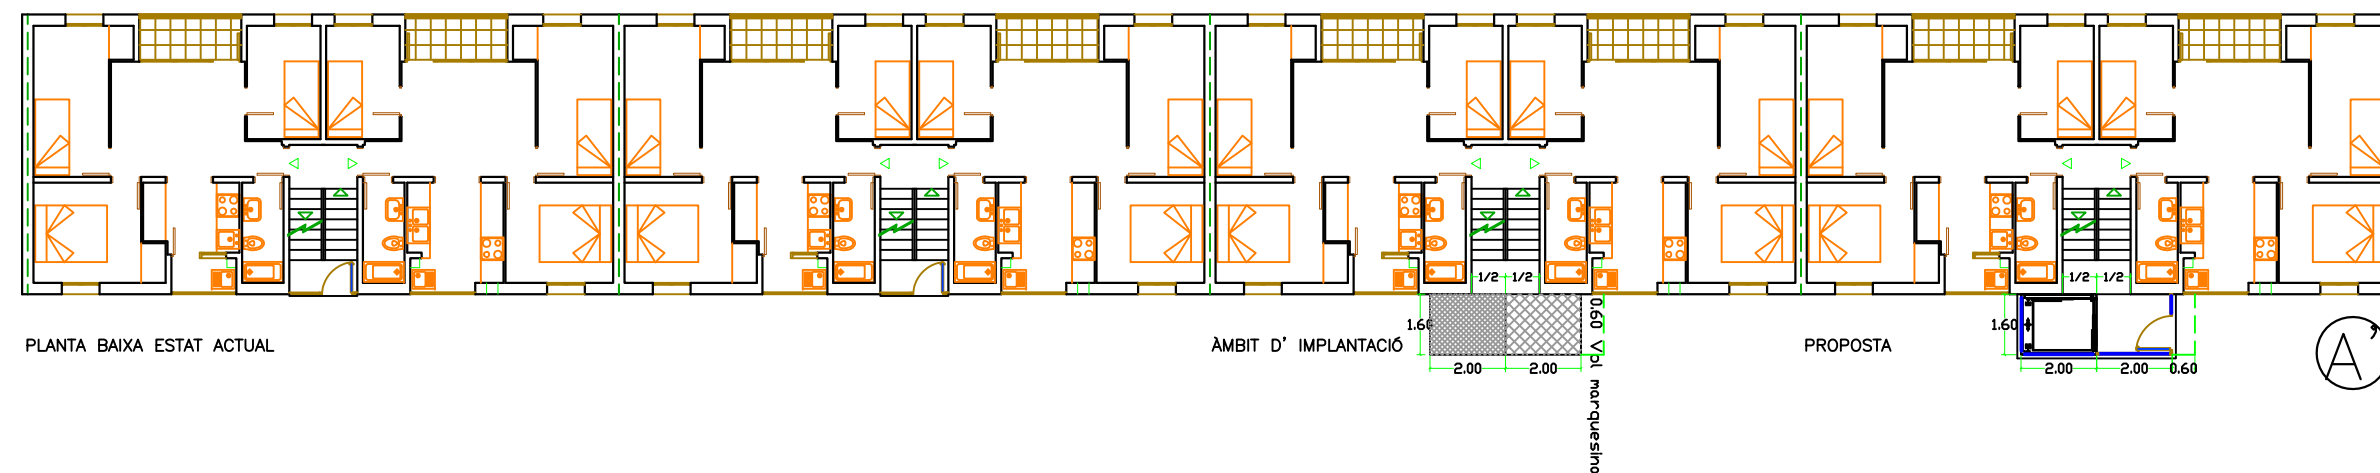 1/2 1/2
1/2 1/2
1.60
1.60
0.60 Vol marquesina
PLANTA BAIXA ESTAT ACTUAL
ÀMBIT D' IMPLANTACIÓ
PROPOSTA
A'
2.00 2.00
2.00 2.00 0.60